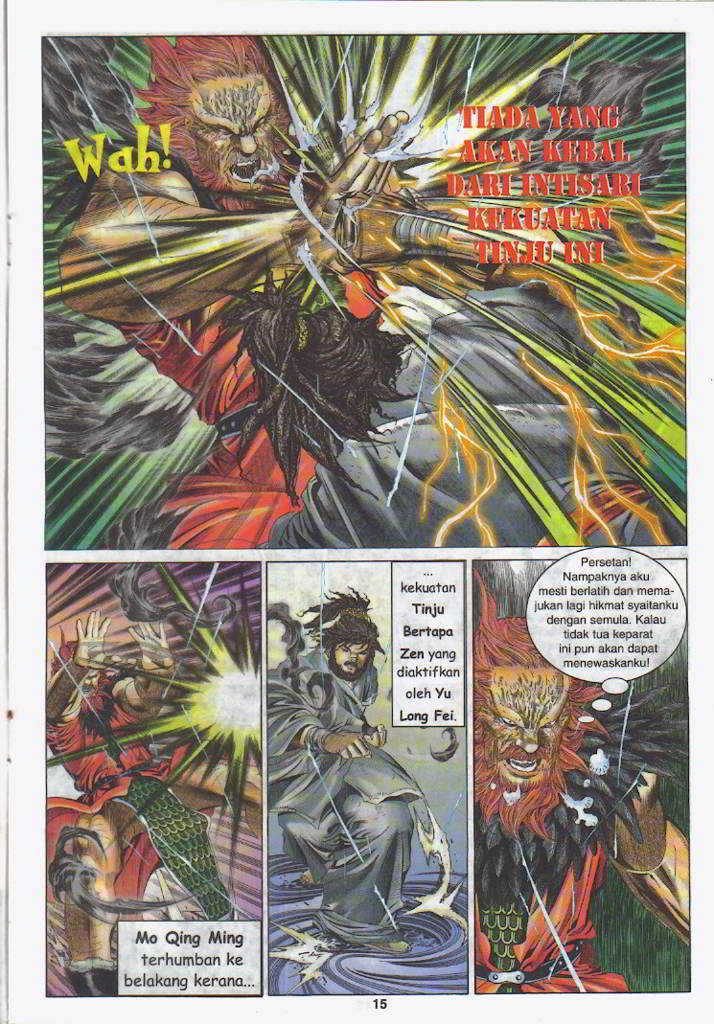 Wah!
TIADA YANG
AKAN KEBAL
DARI INTISARI
KEKUATAN
TINJU INI
Mo Qing Ming
terhumban ke
belakang kerana...
...
kekuatan
Tinju
Bertapa
Zen yang
diaktifkan
oleh Yu
Long Fei.
Persetan!
Nampaknya aku
mesti berlatih dan mema-
jukan lagi hikmat syaitanku
dengan semula. Kalau
tidak tua keparat
ini pun akan dapat
menewaskanku!
15